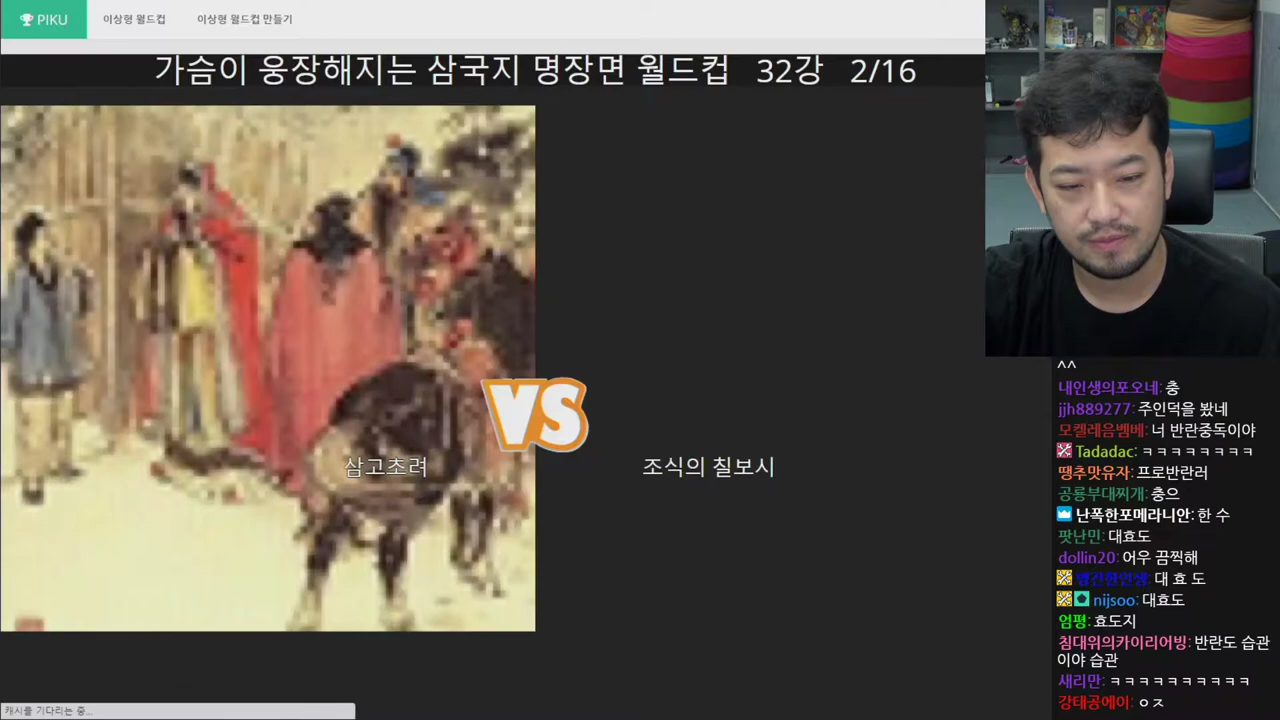 PIKU 이상형 월드컵 이상형 월드컵 만들기
가슴이 웅장해지는 삼국지 명장면 월드컵 32강 2/16
VS
삼고초려
조식의 칠보시
^^
내인생의포오네: 충
jjh889277: 주인덕을 봤네
모켈레음벰베: 너 반란중독이야
Tadadac: ㅋㅋㅋㅋㅋㅋㅋㅋ
땡추맛유자: 프로반란러
공룡부대찌개: 충으
난폭한포메라니안: 한 수
팟난민: 대효도
dollin20: 어우 끔찍해
빨간환인생: 대 효 도
nijsoo: 대효도
엄평: 효도지
침대위의카이리어빙: 반란도 습관
이야 습관
새리만: ㅋㅋㅋㅋㅋㅋㅋㅋㅋㅋ
강태공에이: ㅇㅈ
캐시를 기다리는 중...